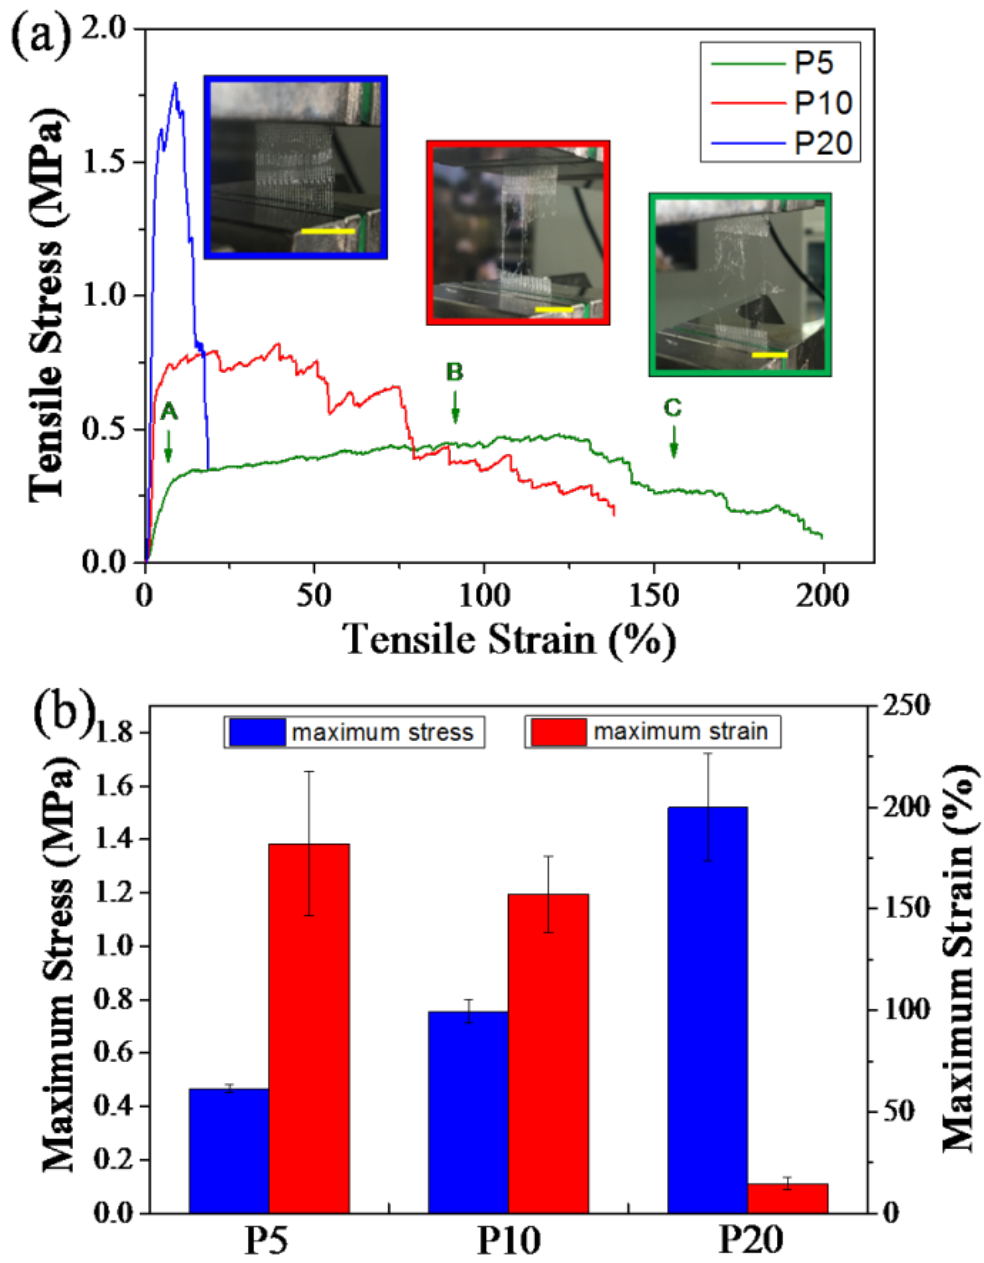 (a)
2.0
1.5
1.0
0.5
0.0
Tensile Stress (MPa)
P5
P10
P20
A
B
C
0 50 100 150 200
Tensile Strain (%)
(b)
1.8
1.6
1.4
1.2
1.0
0.8
0.6
0.4
0.2
0.0
Maximum Stress (MPa)
maximum stress
maximum strain
250
200
150
100
50
0
Maximum Strain (%)
P5 P10 P20